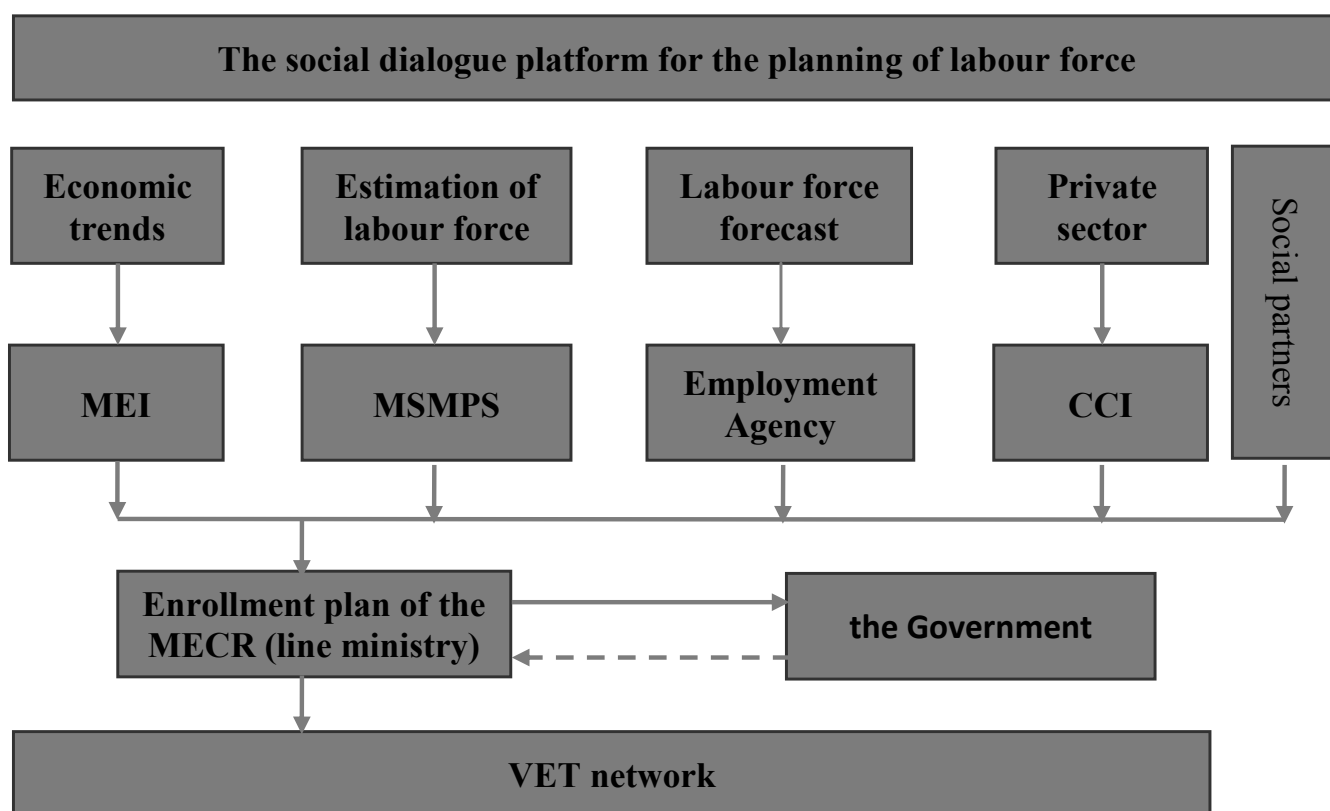 The social dialogue platform for the planning of labour force
Economic
trends
Estimation of
labour force
Labour force
forecast
Private
sector
Social partners
MEI
MSMPS
Employment
Agency
CCI
Enrollment plan of the
MECR (line ministry)
the Government
VET network